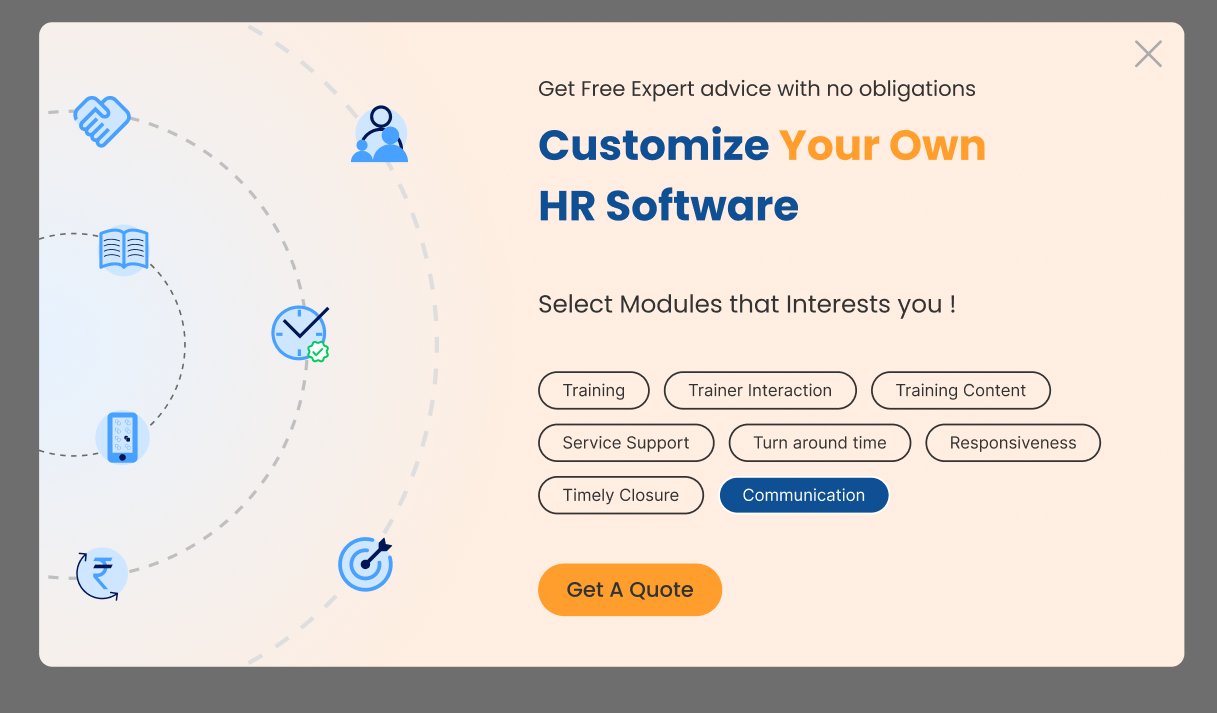 Get Free Expert advice with no obligations
Customize Your Own
HR Software
Select Modules that Interests you !
Training Trainer Interaction Training Content
Service Support Turn around time Responsiveness
Timely Closure Communication
Get A Quote
₹